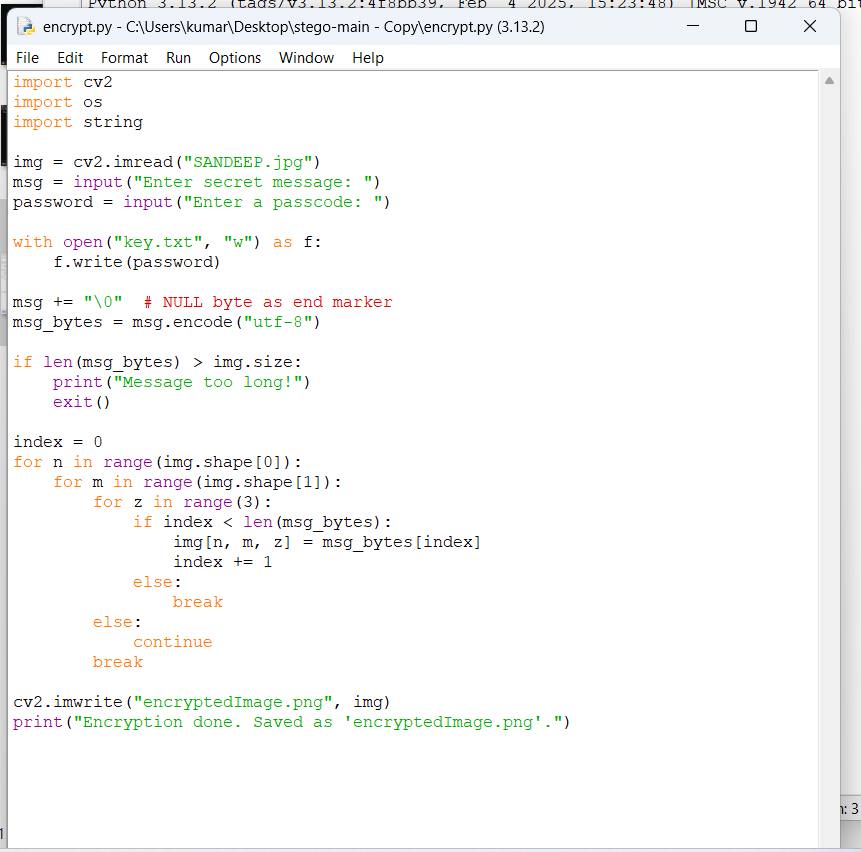 Python 3.13.2 (tags/v3.13.2:4f8bb39, Feb  4 2025, 15:23:48) [MSC v.1942 64 bit
encrypt.py - C:\Users\kumar\Desktop\stego-main - Copy\encrypt.py (3.13.2)
File Edit Format Run Options Window Help
import cv2
import os
import string

img = cv2.imread("SANDEEP.jpg")
msg = input("Enter secret message: ")
password = input("Enter a passcode: ")

with open("key.txt", "w") as f:
    f.write(password)

msg += "\0"  # NULL byte as end marker
msg_bytes = msg.encode("utf-8")

if len(msg_bytes) > img.size:
    print("Message too long!")
    exit()

index = 0
for n in range(img.shape[0]):
    for m in range(img.shape[1]):
        for z in range(3):
            if index < len(msg_bytes):
                img[n, m, z] = msg_bytes[index]
                index += 1
            else:
                break
        else:
            continue
        break

cv2.imwrite("encryptedImage.png", img)
print("Encryption done. Saved as 'encryptedImage.png'.")